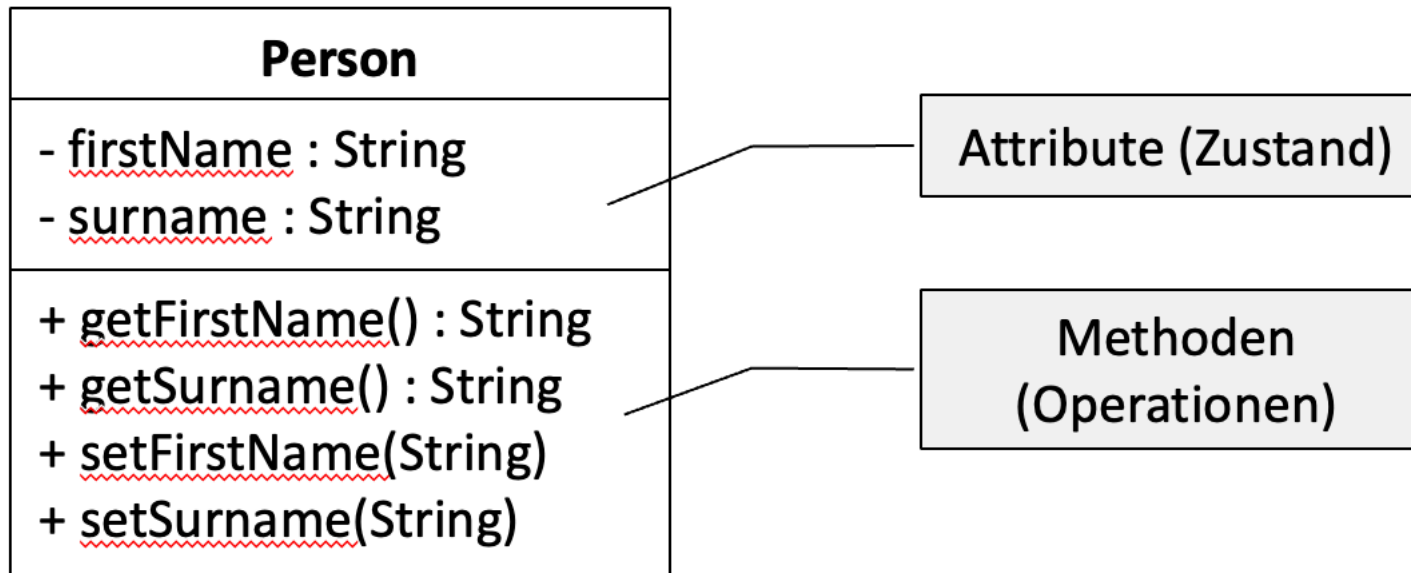 Person
- firstName : String
- surname : String
+ getFirstName() : String
+ getSurname() : String
+ setFirstName(String)
+ setSurname(String)
Attribute (Zustand)
Methoden
(Operationen)